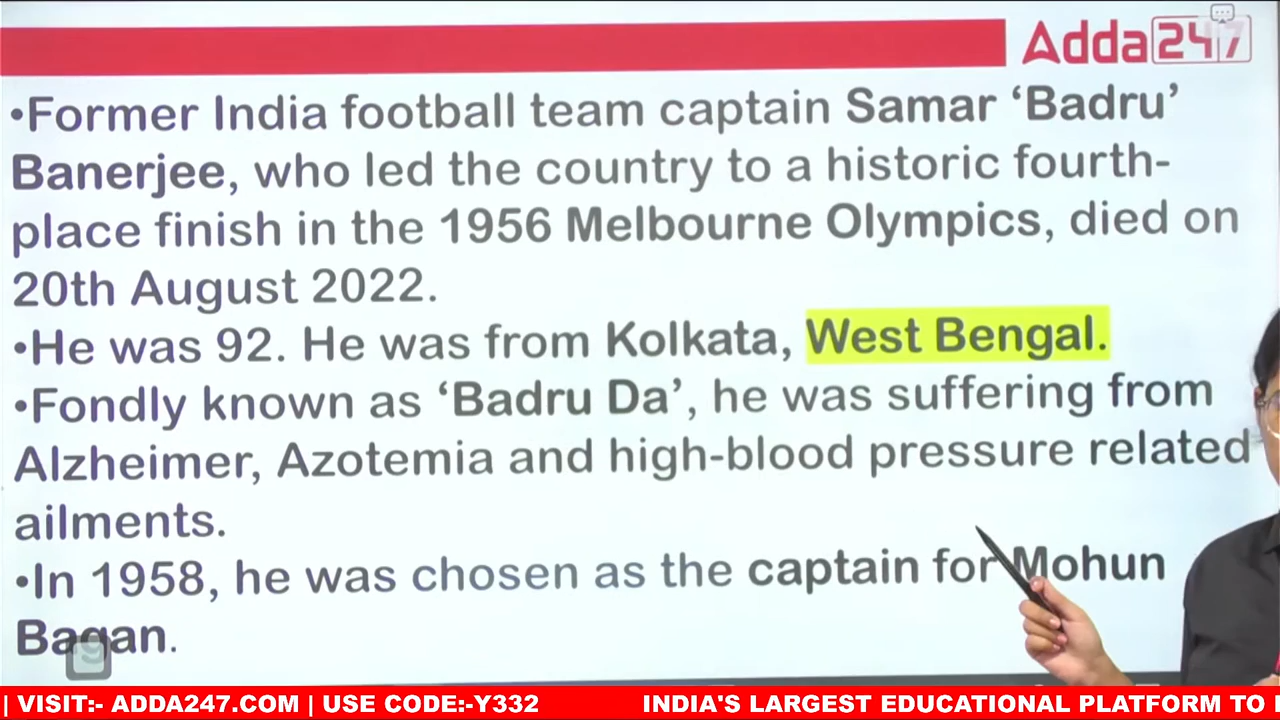 Adda247
•Former India football team captain Samar ‘Badru’
Banerjee, who led the country to a historic fourth-
place finish in the 1956 Melbourne Olympics, died on
20th August 2022.
•He was 92. He was from Kolkata, West Bengal.
•Fondly known as ‘Badru Da’, he was suffering from
Alzheimer, Azotemia and high-blood pressure related
ailments.
•In 1958, he was chosen as the captain for Mohun
Bagan.
| VISIT:- ADDA247.COM | USE CODE:-Y332 INDIA'S LARGEST EDUCATIONAL PLATFORM TO